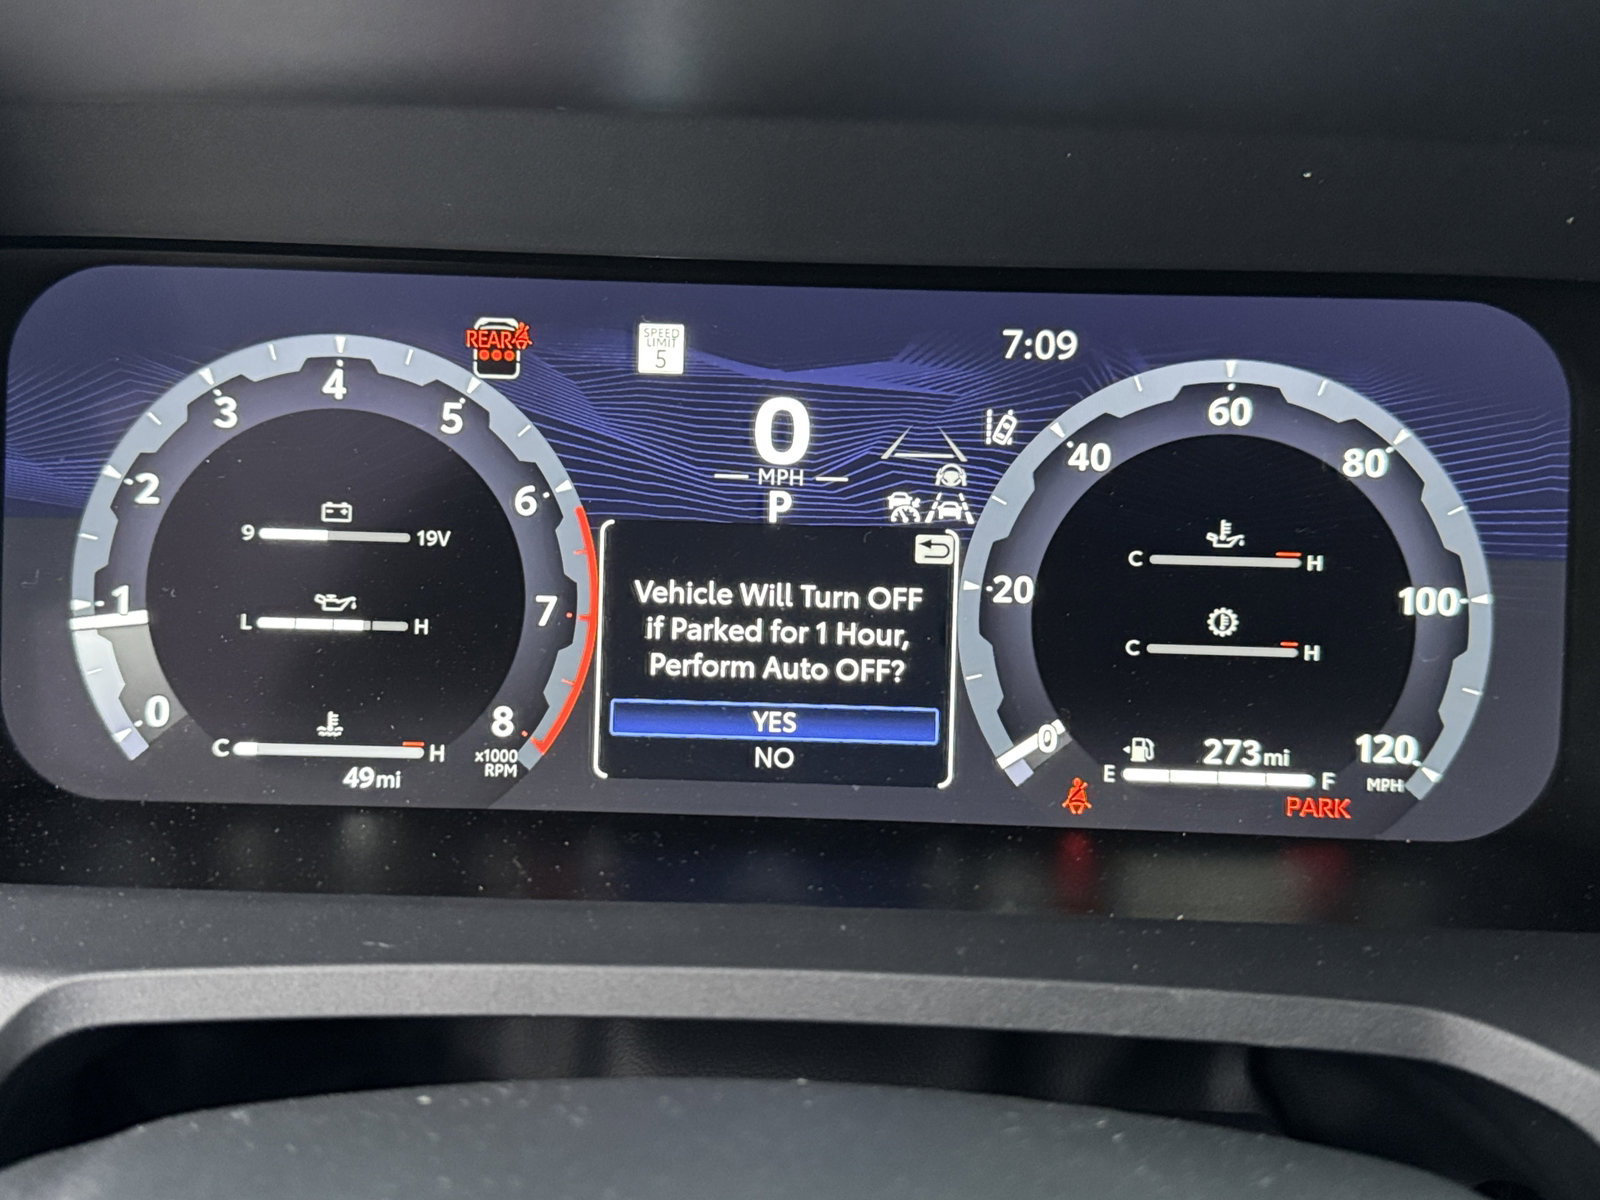 REAR
SPEED
LIMIT
5
7:09
0
MPH
P
0
1
2
3
4
5
6
7
8
x1000
RPM
9 19V
L H
C H
49mi
Vehicle Will Turn OFF
if Parked for 1 Hour,
Perform Auto OFF?
YES
NO
0
20
40
60
80
100
120
MPH
C H
C H
273mi
E F
PARK